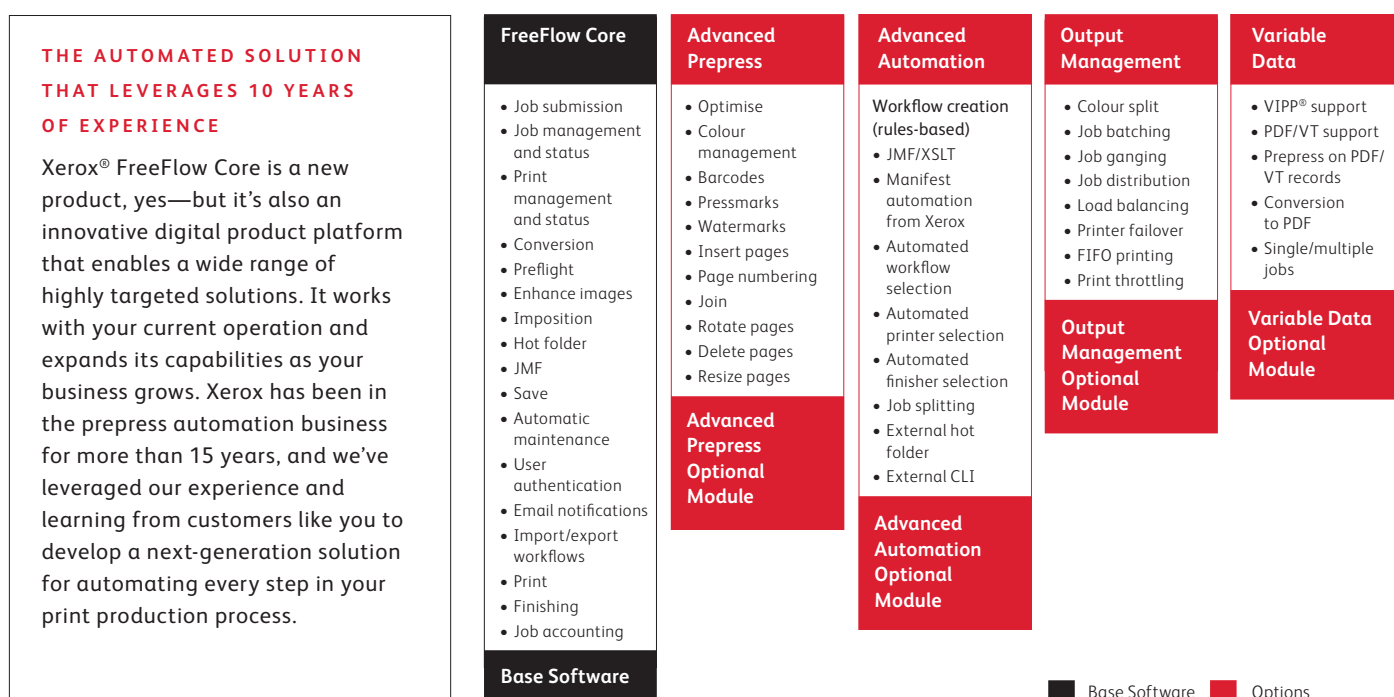 THE AUTOMATED SOLUTION
THAT LEVERAGES 10 YEARS
OF EXPERIENCE
Xerox® FreeFlow Core is a new
product, yes—but it's also an
innovative digital product platform
that enables a wide range of
highly targeted solutions. It works
with your current operation and
expands its capabilities as your
business grows. Xerox has been in
the prepress automation business
for more than 15 years, and we've
leveraged our experience and
learning from customers like you to
develop a next-generation solution
for automating every step in your
print production process.
FreeFlow Core
• Job submission
• Job management
and status
• Print
management
and status
• Conversion
• Preflight
• Enhance images
• Imposition
• Hot folder
• JMF
• Save
• Automatic
maintenance
• User
authentication
• Email notifications
• Import/export
workflows
• Print
• Finishing
• Job accounting
Base Software
Advanced
Prepress
• Optimise
• Colour
management
• Barcodes
• Pressmarks
• Watermarks
• Insert pages
• Page numbering
• Join
• Rotate pages
• Delete pages
• Resize pages
Advanced
Prepress
Optional
Module
Advanced
Automation
Workflow creation
(rules-based)
• JMF/XSLT
• Manifest
automation
from Xerox
• Automated
workflow
selection
• Automated
printer selection
• Automated
finisher selection
• Job splitting
• External hot
folder
• External CLI
Advanced
Automation
Optional
Module
Output
Management
• Colour split
• Job batching
• Job ganging
• Job distribution
• Load balancing
• Printer failover
• FIFO printing
• Print throttling
Output
Management
Optional
Module
Variable
Data
• VIPP® support
• PDF/VT support
• Prepress on PDF/
VT records
• Conversion
to PDF
• Single/multiple
jobs
Variable Data
Optional
Module
Base Software
Options